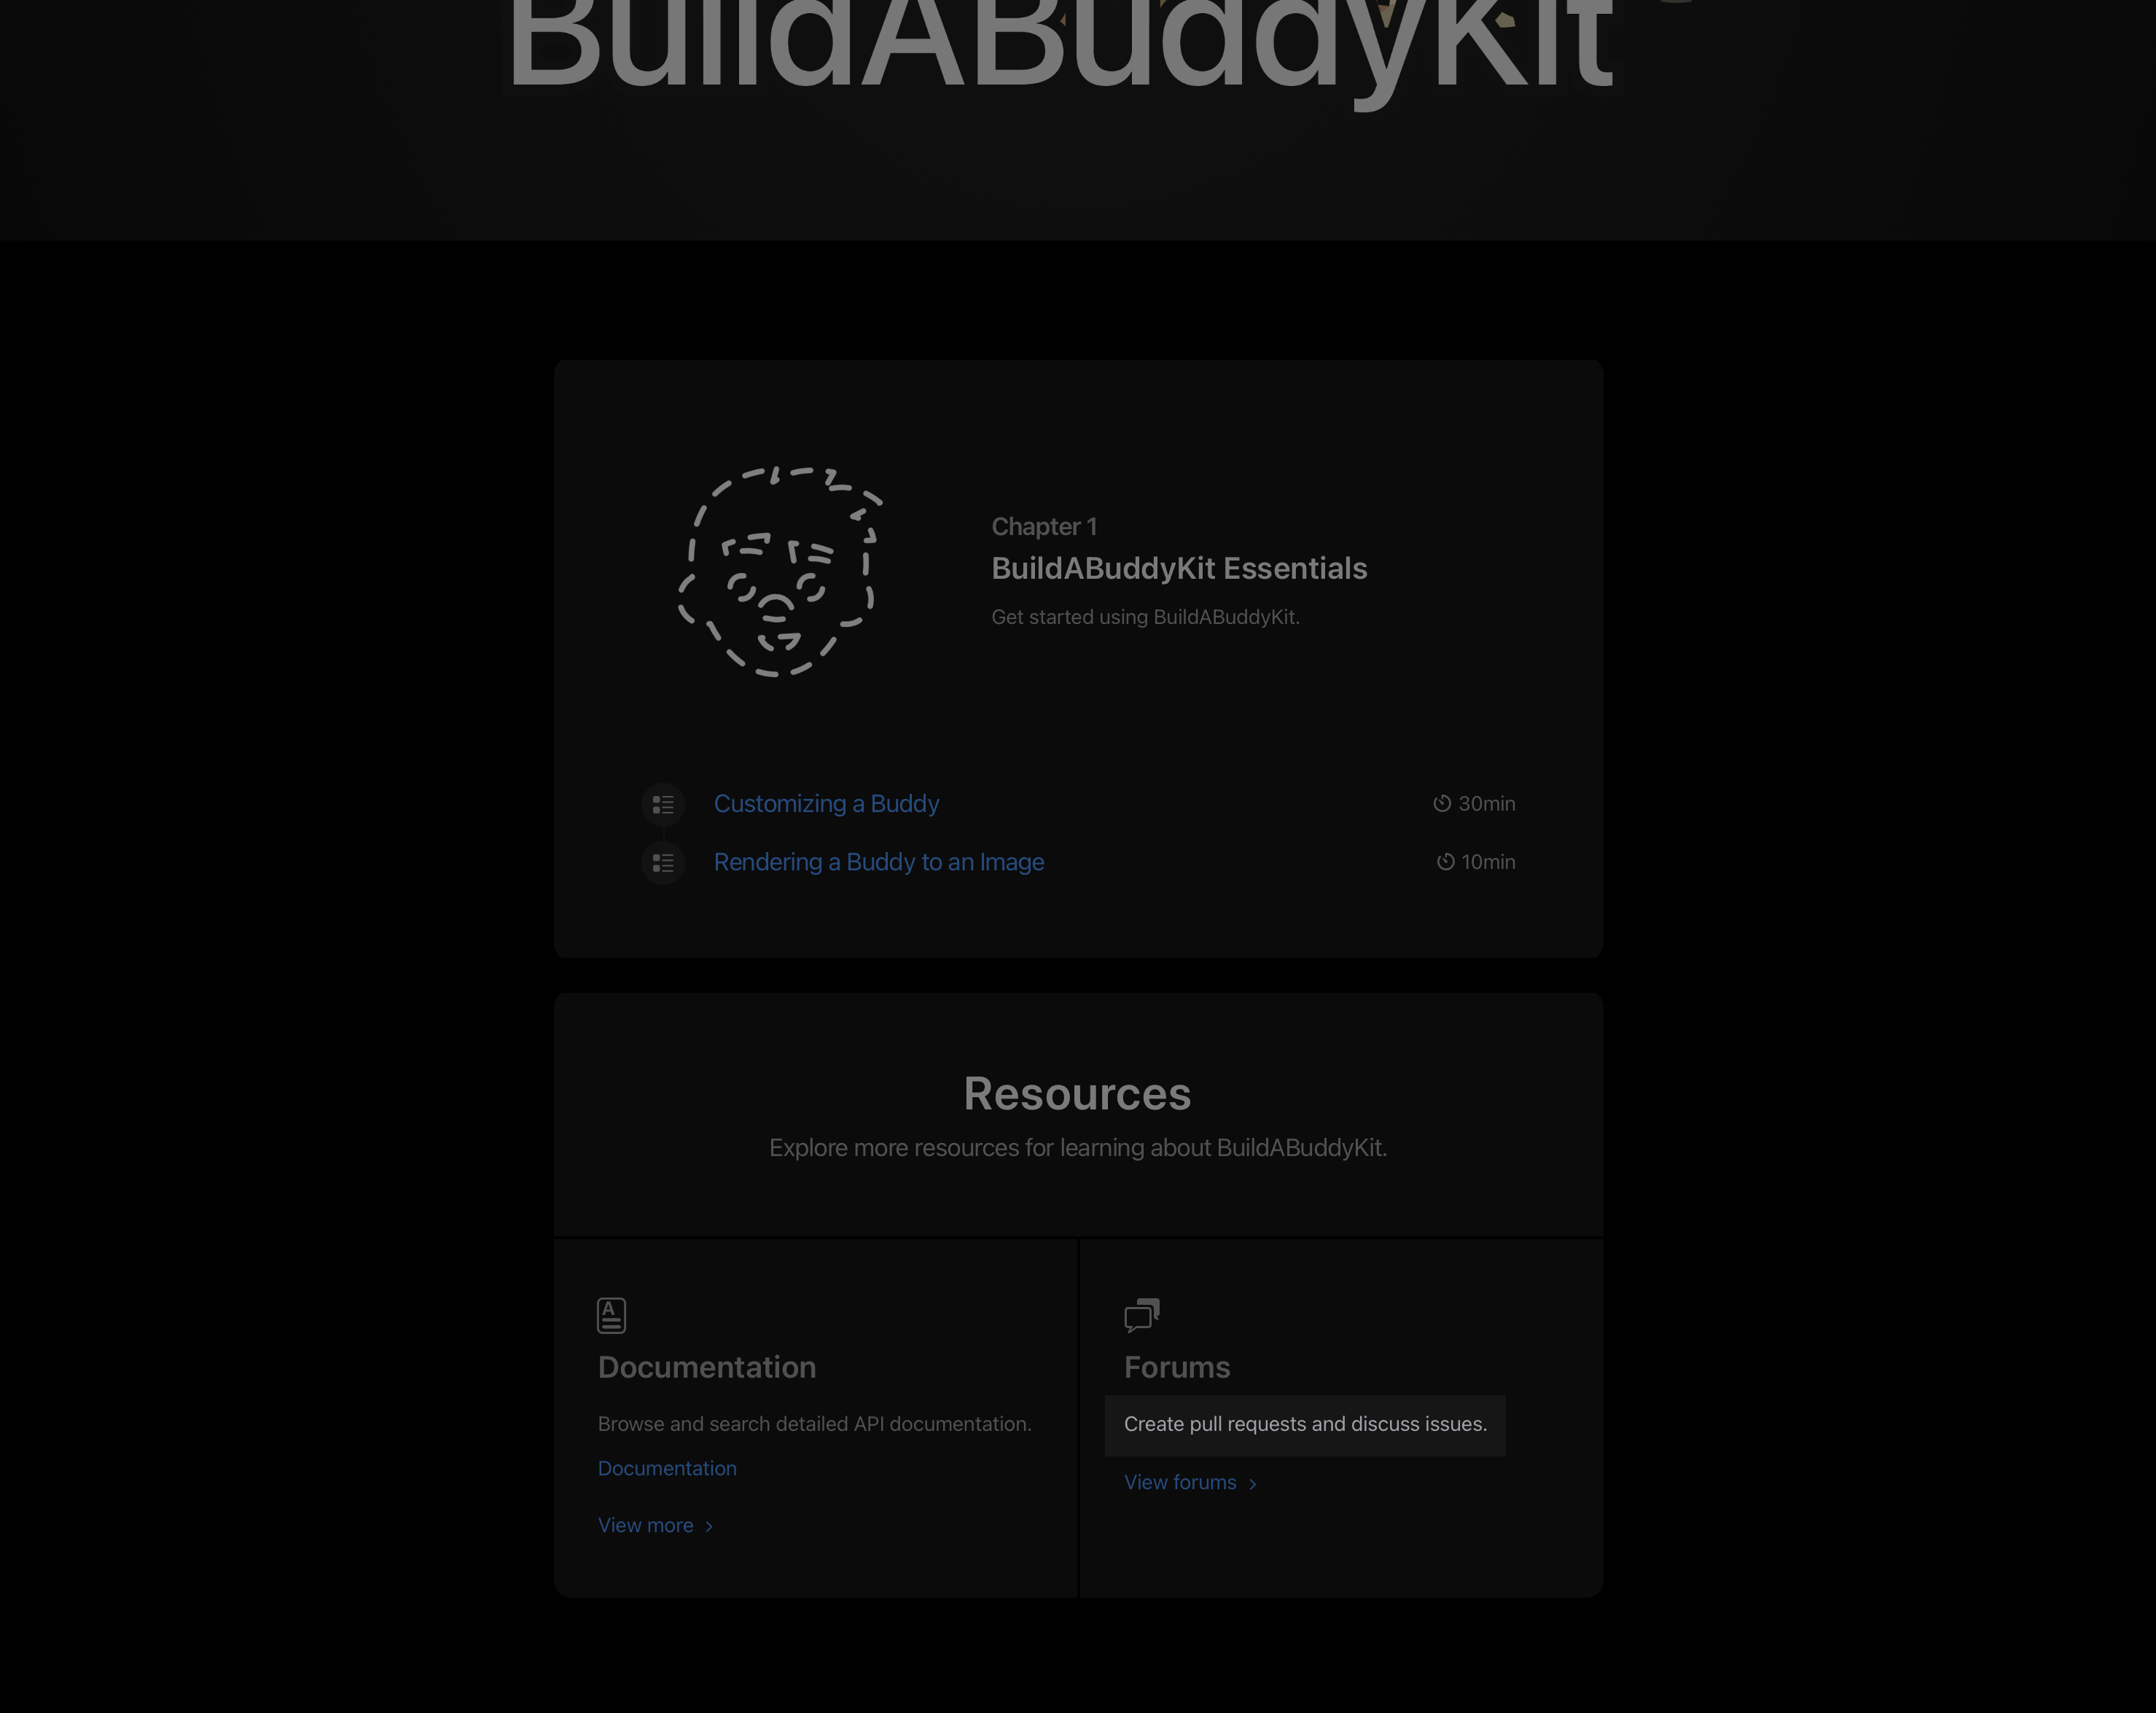 BuildABuddyKit
Chapter 1
BuildABuddyKit Essentials
Get started using BuildABuddyKit.
Customizing a Buddy
30min
Rendering a Buddy to an Image
10min
Resources
Explore more resources for learning about BuildABuddyKit.
Documentation
Browse and search detailed API documentation.
Documentation
View more
Forums
Create pull requests and discuss issues.
View forums